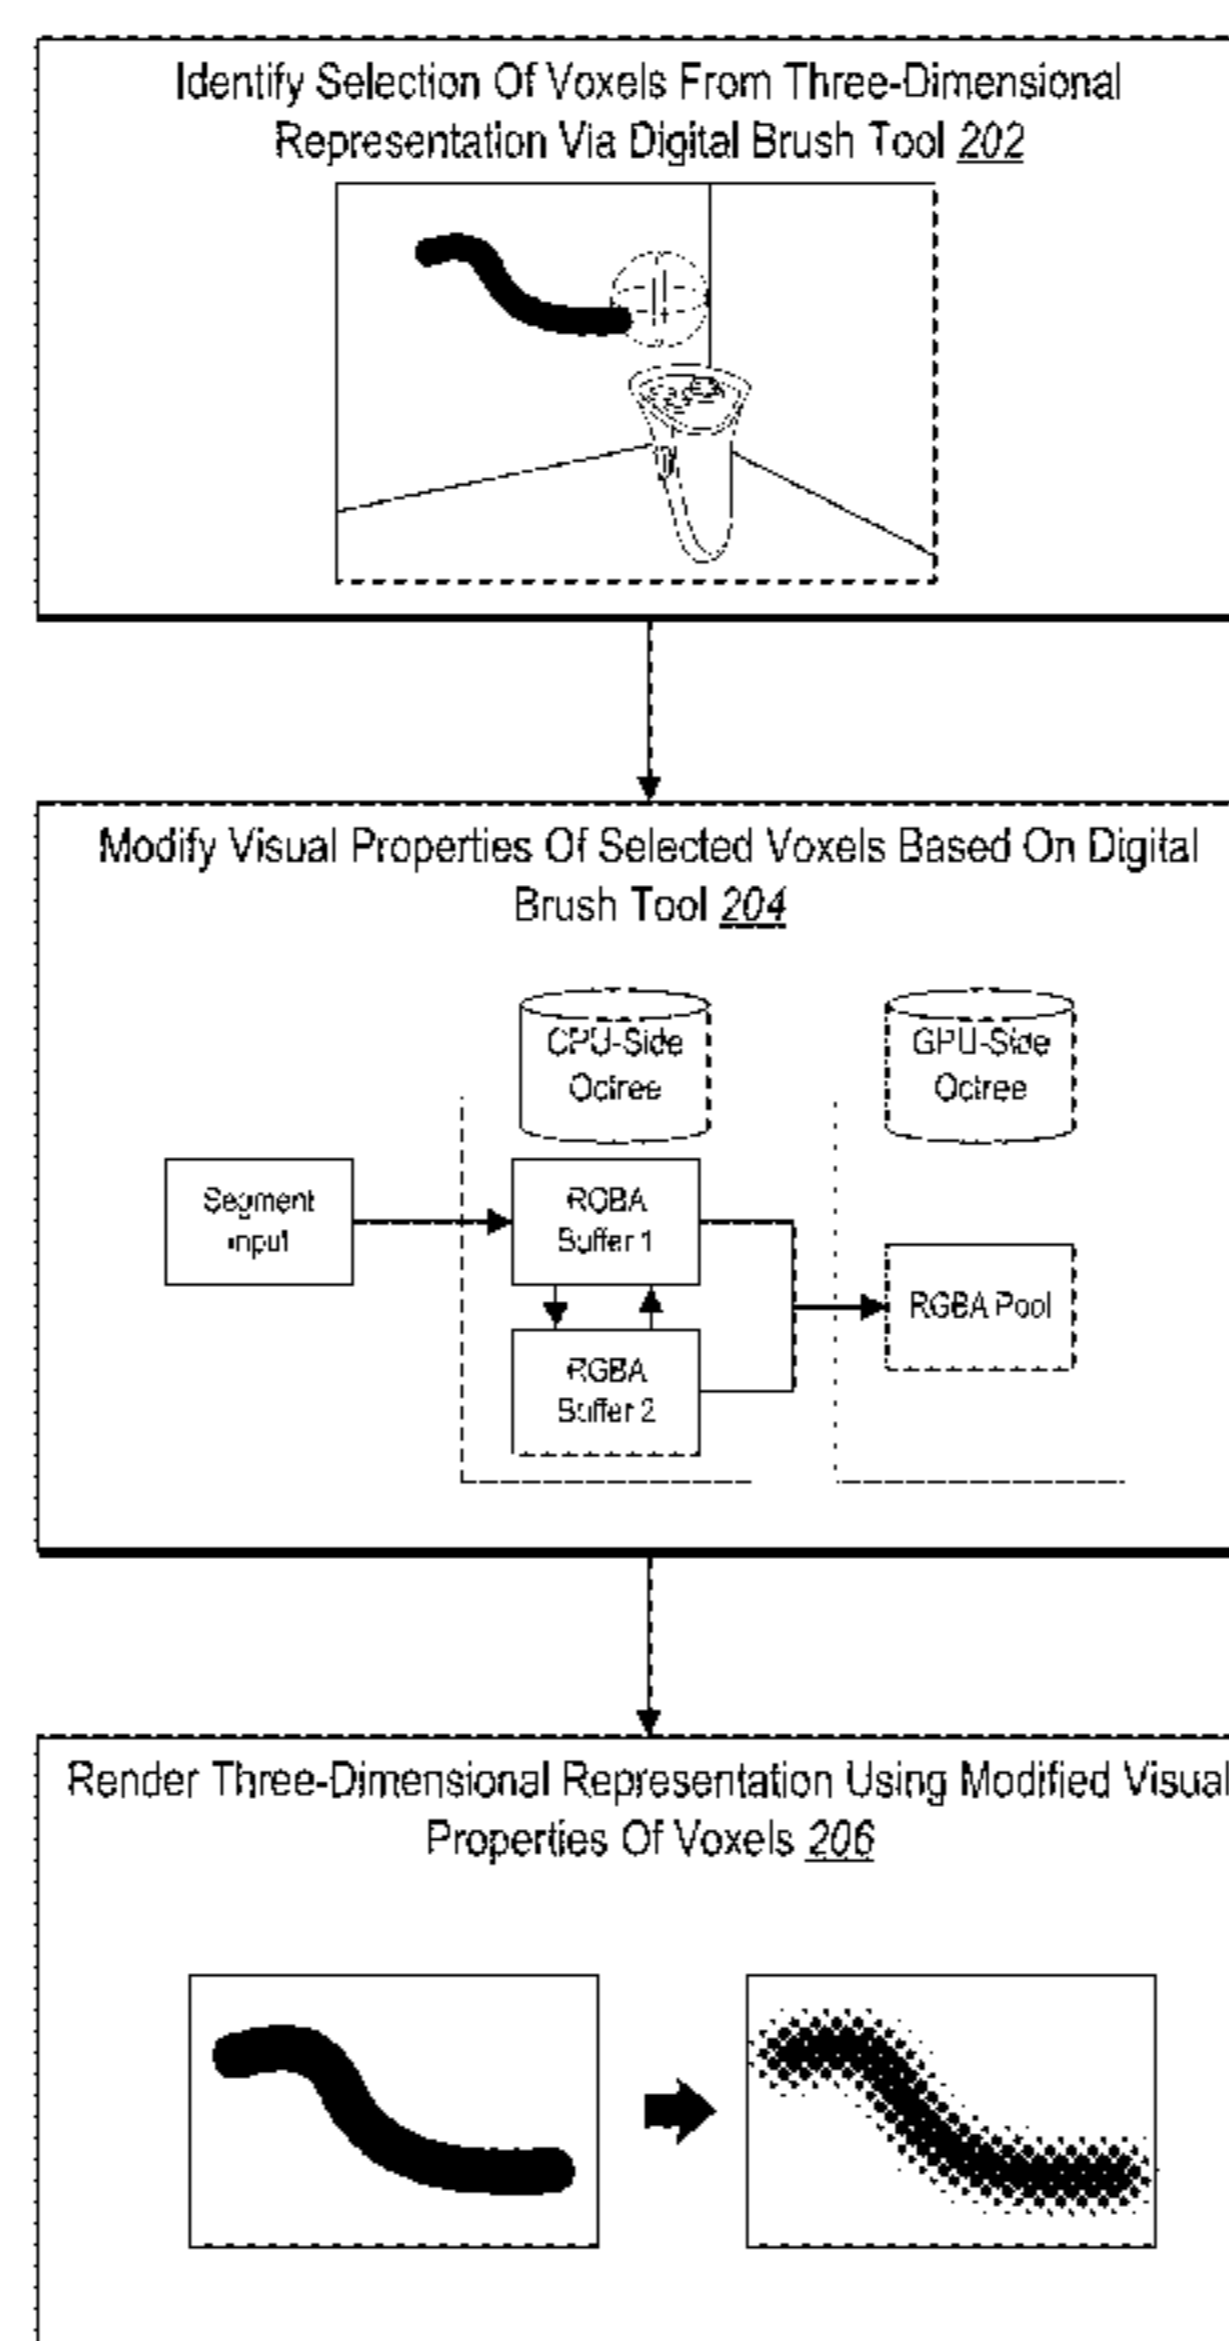 Identify Selection Of Voxels From Three-Dimensional
Representation Via Digital Brush Tool 202
Modify Visual Properties Of Selected Voxels Based On Digital
Brush Tool 204
CPU-Side
Octree
GPU-Side
Octree
Segment
Input
RGBA
Buffer 1
RGBA Pool
RGBA
Buffer 2
Render Three-Dimensional Representation Using Modified Visual
Properties Of Voxels 206